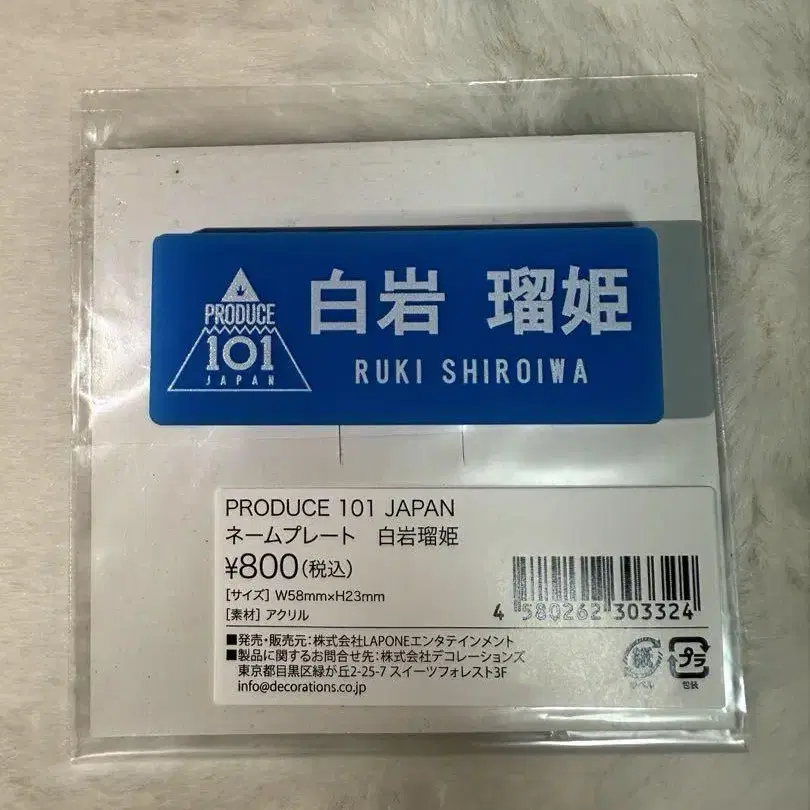 PRODUCE
101
JAPAN
白岩 瑠姫
RUKI SHIROIWA
PRODUCE 101 JAPAN
ネームプレート 白岩瑠姫
¥800(税込)
[サイズ] W58mm×H23mm
[素材] アクリル
4 580262 303324
■発売・販売元:株式会社LAPONEエンタテインメント
■製品に関するお問合せ先:株式会社デコレーションズ
東京都目黒区緑が丘2-25-7 スイーツフォレスト3F
info@decorations.co.jp
紙
ラベル
プラ
包装